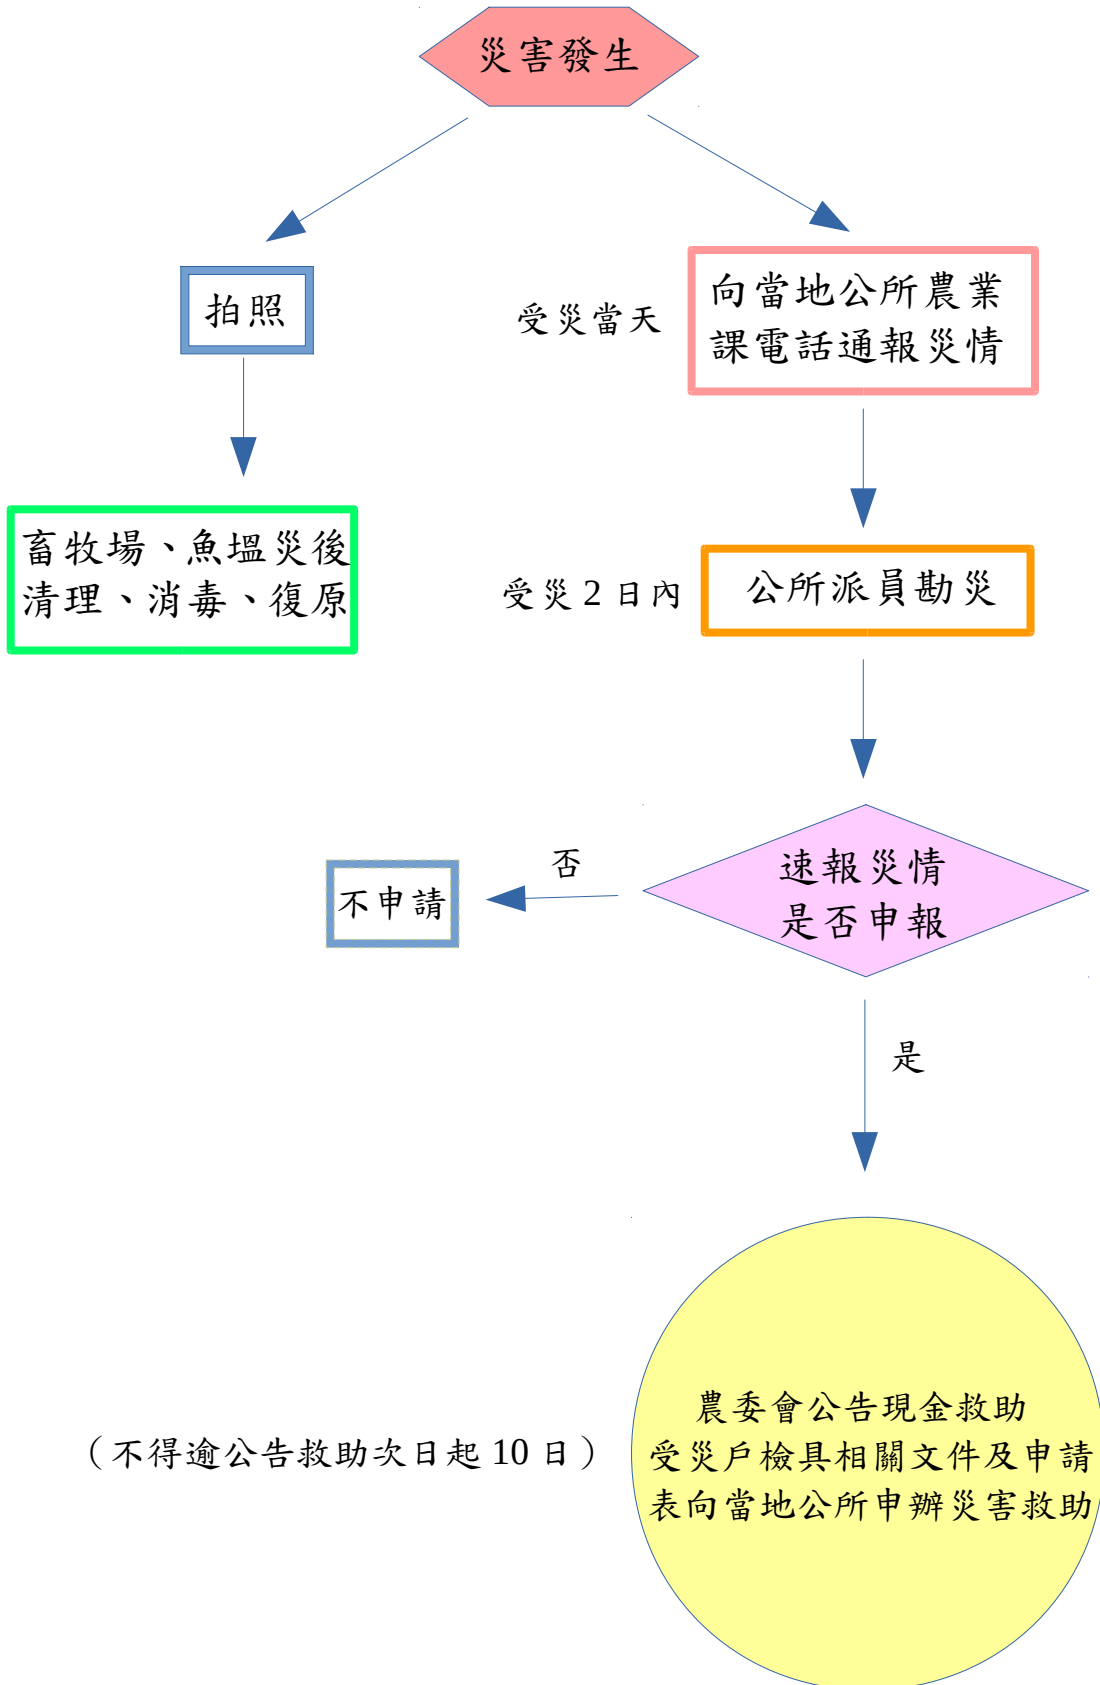 災害發生
拍照
受災當天
向當地公所農業
課電話通報災情
畜牧場、魚塭災後
清理、消毒、復原
受災 2 日內
公所派員勘災
速報災情
是否申報
否
不申請
是
農委會公告現金救助
受災戶檢具相關文件及申請
表向當地公所申辦災害救助
（不得逾公告救助次日起 10 日）